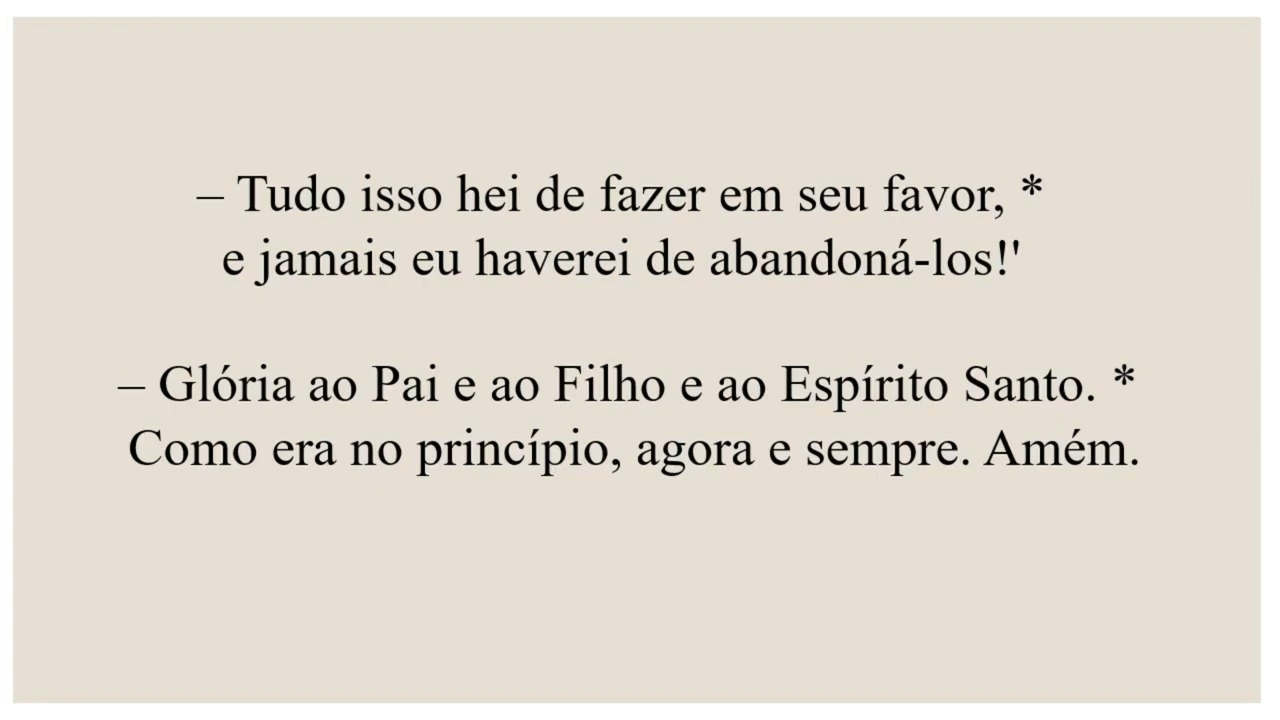 – Tudo isso hei de fazer em seu favor, *
e jamais eu haverei de abandoná-los!'
– Glória ao Pai e ao Filho e ao Espírito Santo. *
Como era no princípio, agora e sempre. Amém.